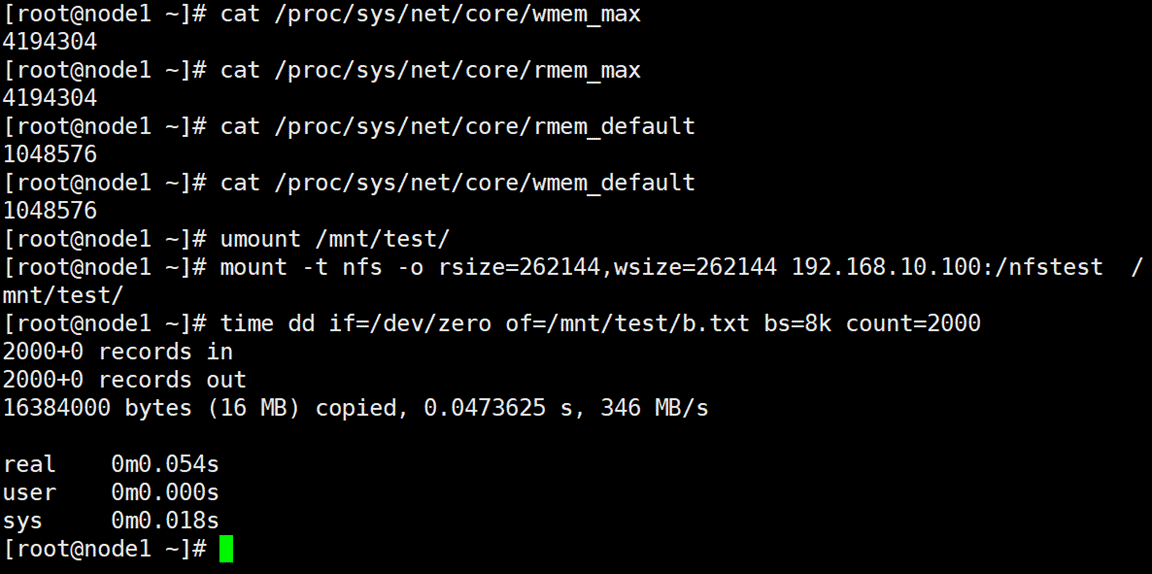 [root@node1 ~]# cat /proc/sys/net/core/wmem_max
4194304
[root@node1 ~]# cat /proc/sys/net/core/rmem_max
4194304
[root@node1 ~]# cat /proc/sys/net/core/rmem_default
1048576
[root@node1 ~]# cat /proc/sys/net/core/wmem_default
1048576
[root@node1 ~]# umount /mnt/test/
[root@node1 ~]# mount -t nfs -o rsize=262144,wsize=262144 192.168.10.100:/nfstest  /
mnt/test/
[root@node1 ~]# time dd if=/dev/zero of=/mnt/test/b.txt bs=8k count=2000
2000+0 records in
2000+0 records out
16384000 bytes (16 MB) copied, 0.0473625 s, 346 MB/s

real    0m0.054s
user    0m0.000s
sys     0m0.018s
[root@node1 ~]#